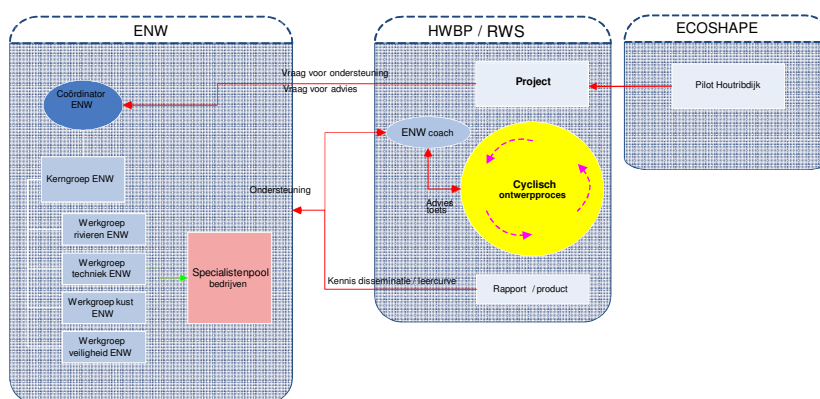 ENW
HWBP / RWS
ECOSHAPE
Vraag voor ondersteuning
Vraag voor advies
Coördinator
ENW
Project
Pilot Houtribdijk
ENW coach
Kerngroep ENW
Ondersteuning
Cyclisch
ontwerpproces
Advies
toets
Werkgroep
rivieren ENW
Werkgroep
techniek ENW
Specialistenpool
bedrijven
Kennis disseminatie / leercurve
Rapport / product
Werkgroep kust
ENW
Werkgroep
veiligheid ENW